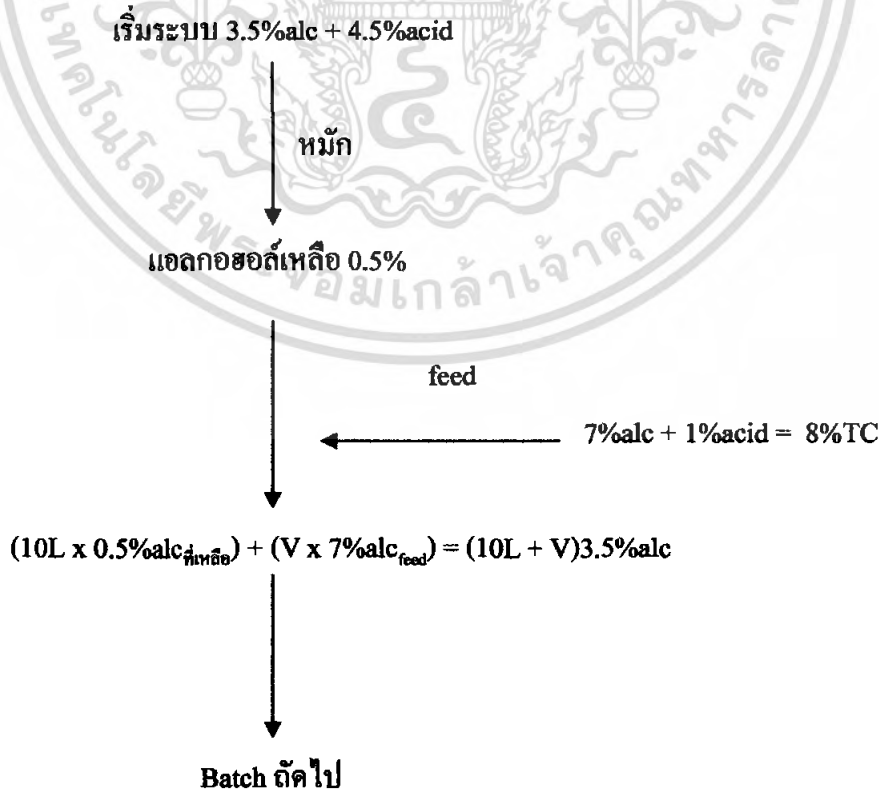 เริ่มระบบ 3.5%alc + 4.5%acid
หมัก
แอลกอฮอล์เหลือ 0.5%
feed
7%alc + 1%acid = 8%TC
(10L x 0.5%alcที่เหลือ) + (V x 7%alcfeed) = (10L + V)3.5%alc
Batch ถัดไป